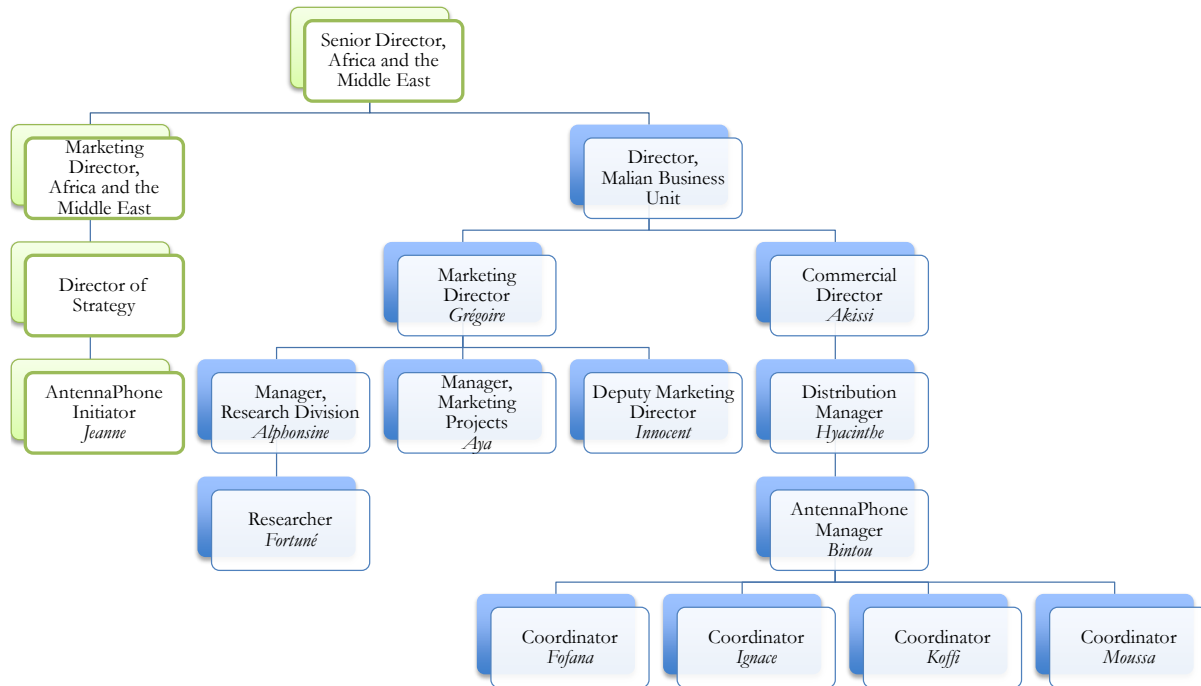 Senior Director,
Africa and the
Middle East
Marketing
Director,
Africa and the
Middle East
Director,
Malian Business
Unit
Director of
Strategy
Marketing
Director
Grégoire
Commercial
Director
Akissi
AntennaPhone
Initiator
Jeanne
Manager,
Research Division
Alphonsine
Manager,
Marketing
Projects
Aya
Deputy Marketing
Director
Innocent
Distribution
Manager
Hyacinthe
Researcher
Fortuné
AntennaPhone
Manager
Bintou
Coordinator
Fofana
Coordinator
Ignace
Coordinator
Koffi
Coordinator
Moussa